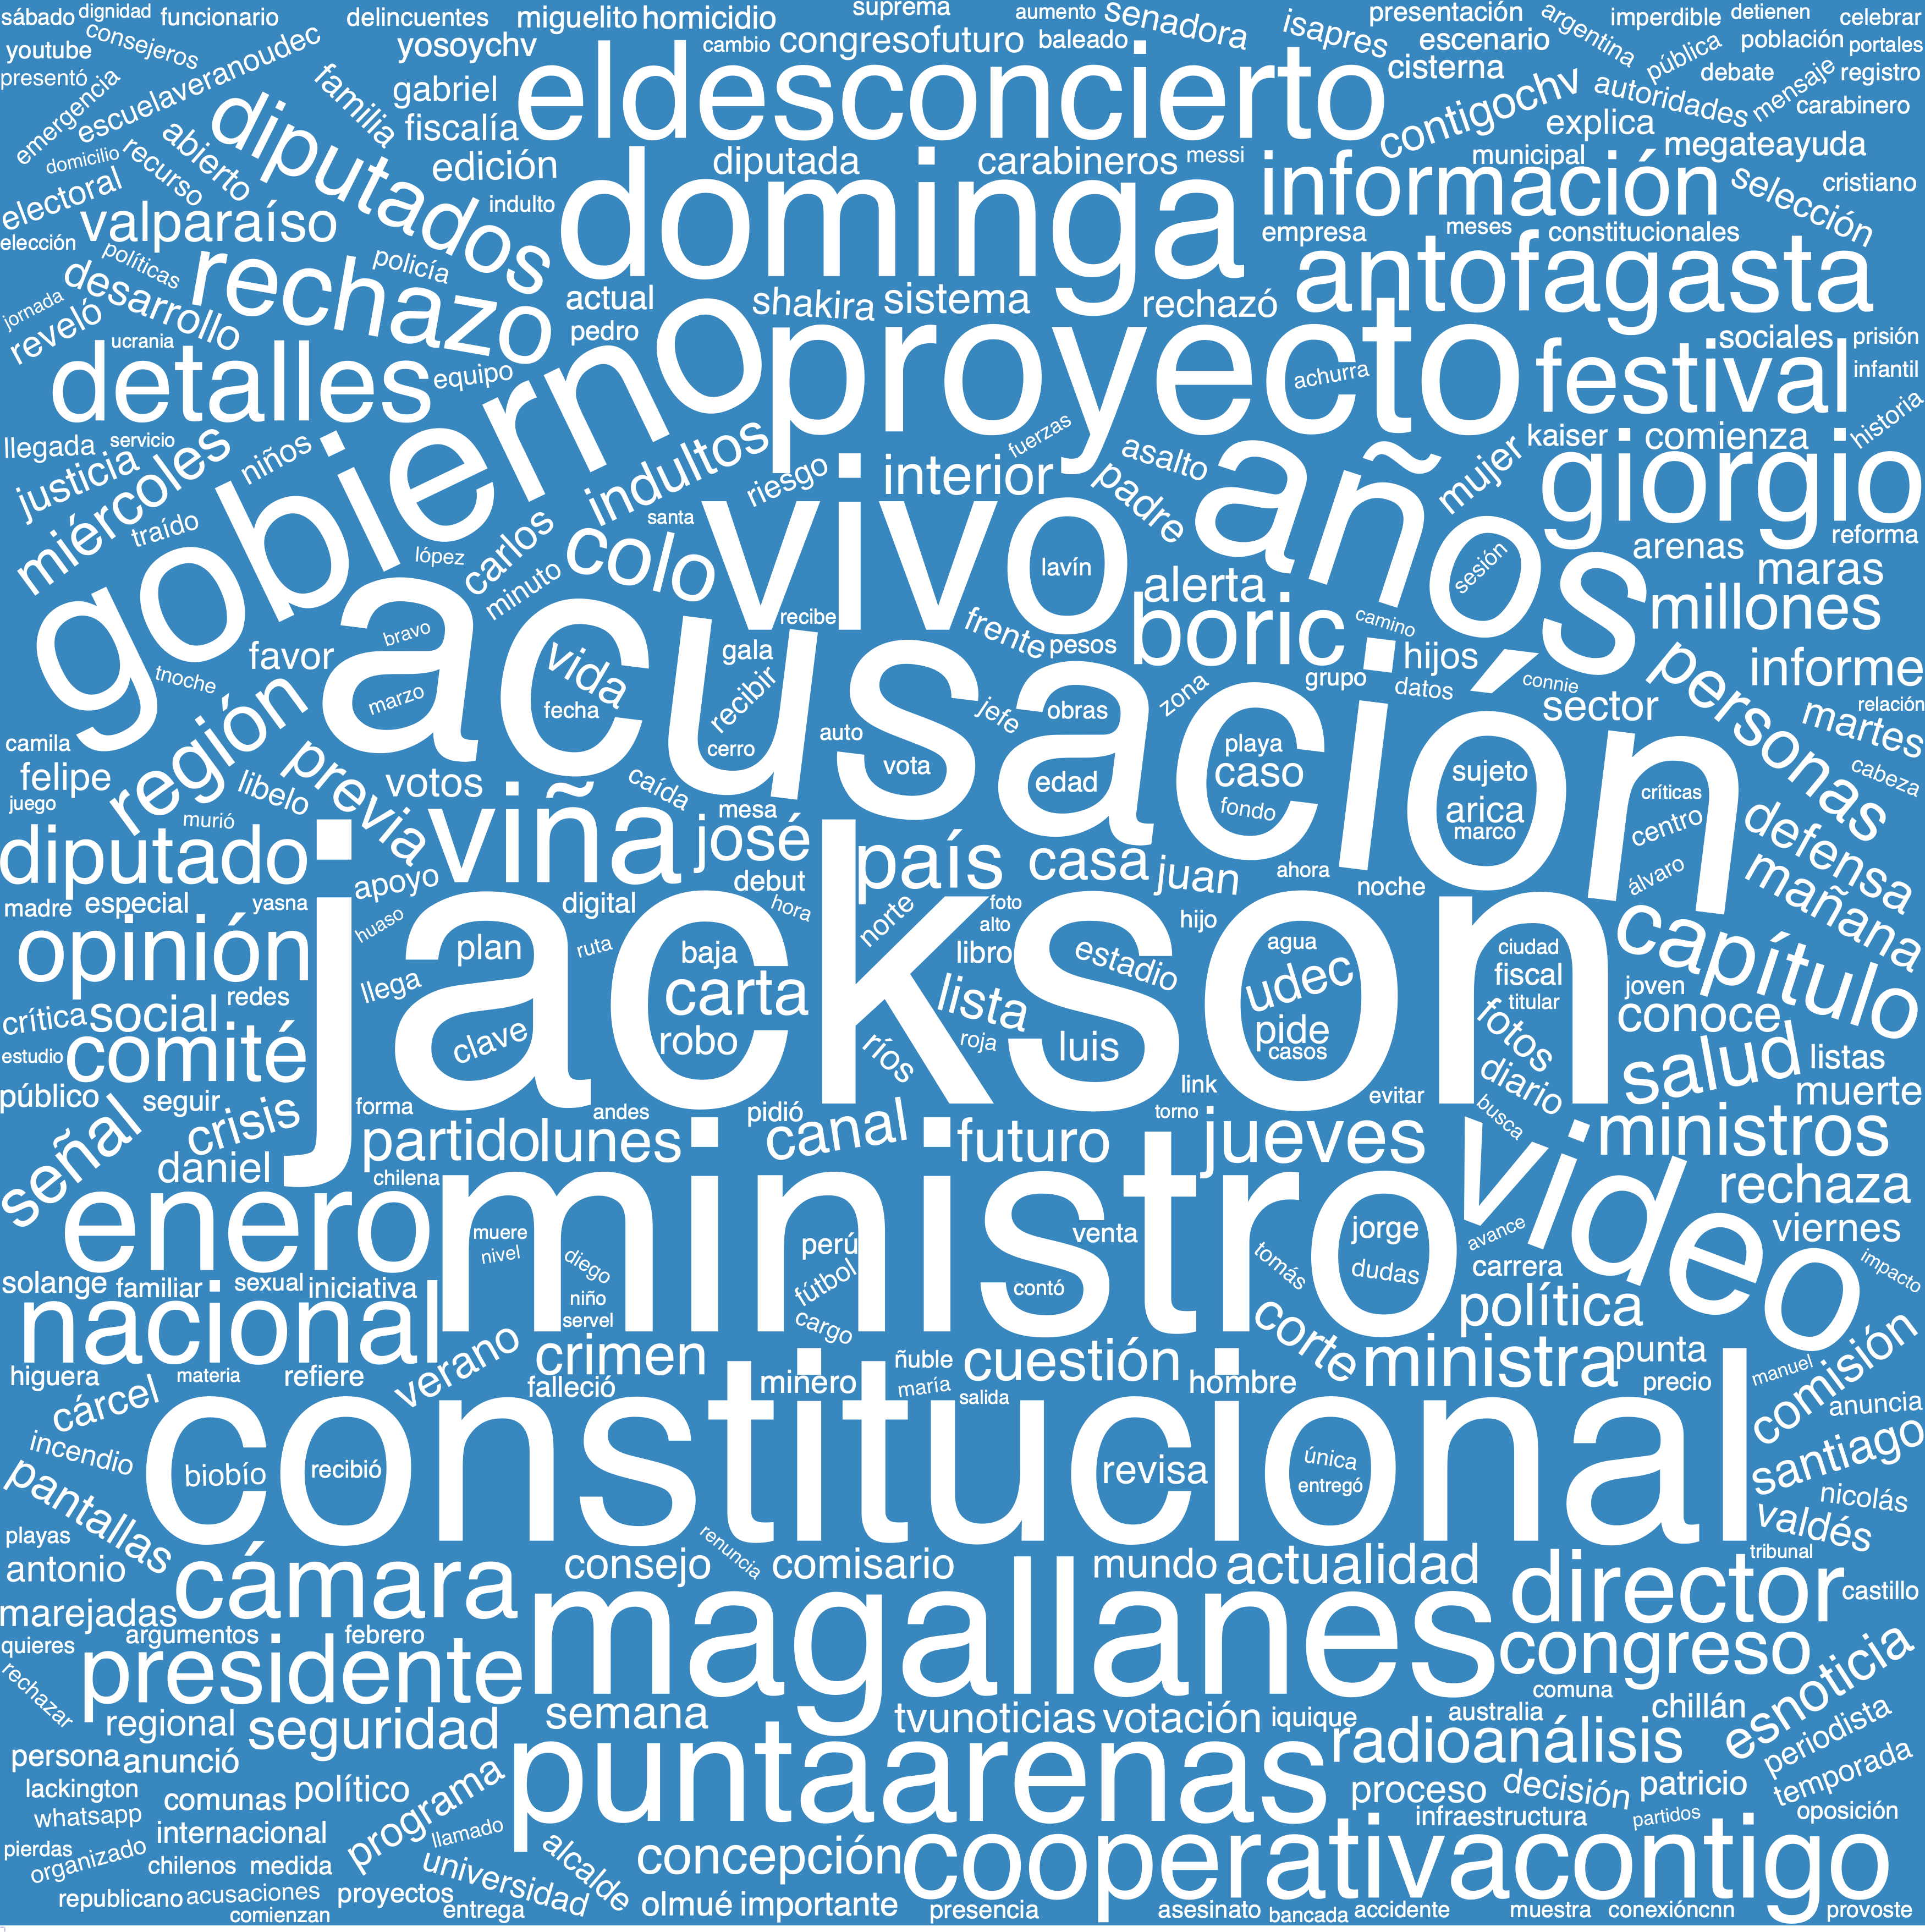 sábado dignidad funcionario delincuentes miguelito homicidio suprema aumento senadora isapres presentación argentina imperdible detienen celebrar
youtube consejeros yosoychv cambio congresofuturo baleado escenario pública población portales
presentó emergencia escuelaveranoudec familia gabriel eldesconcierto cisterna contigochv autoridades debate mensaje registro
domicilio abierto diputados fiscalía explica carabinero
electoral recurso edición diputada carabineros messi información municipal megateayuda
elección valparaíso indulto dominga empresa meses constitucionales selección cristiano
políticas rechazo policía actual shakira sistema rechazó antofagasta
jornada reveló desarrollo ucrania pedro proyecto sociales prisión
detalles equipo achurra festival infantil
llegada servicio gobierno indultos fuerzas asalto mujer kaiser comienza historia
justicia niños riesgo interior padre años giorgio
miércoles traído santa vivo arenas reforma
lópez carlos colo lavín sesión maras
minuto alerta millones
bravo recibe frente pesos boric camino
favor acusación gala hijos personas informe
tnoche marzo vida recibir zona grupo datos connie relación
región fecha jefe obras sector martes
camila cerro auto playa
felipe libelo previa votos caída vota edad caso sujeto cabeza
juego murió mesa fondo arica críticas
marco centro defensa
diputado viña josé país casa juan ahora álvaro mañana
apoyo debut noche
madre especial yasna huaso digital hora norte foto alto hijo capítulo
opinión jackson plan ruta baja libro estadio agua ciudad
llega carta lista udec fiscal joven
crítica social redes titular conoce
estudio comité clave robo ríos roja luis pide casos fotos salud listas
público seguir forma andes pidió link torno evitar diario muerte
señal crisis partido lunes canal futuro jueves busca ministros
daniel chilena rechaza
enero ministro video
muere nivel perú venta jorge avance viernes
solange familiar sexual iniciativa diego niño servel fútbol contó tomás dudas carrera impacto
nacional cargo política
verano crimen ñuble cuestión corte ministra punta comisión
higuera materia refiere falleció minero maría salida hombre precio manuel
cárcel constitucional anuncia
incendio biobío recibió revisa única entregó santiago
pantallas nicolás
playas renuncia valdés
antonio cámara consejo comisario mundo actualidad tribunal
marejadas magallanes director castillo
quieres argumentos febrero congreso
rechazar presidente comuna esnoticia
regional seguridad semana tvunoticias votación iquique australia chillán
persona anunció puntaarenas radioanálisis periodista
lackington comunas político proceso decisión patricio temporada
whatsapp programa infraestructura partidos oposición
pierdas internacional llamado alcalde cooperativacontigo
organizado chilenos medida concepción
republicano acusaciones proyectos universidad olmué importante
comienzan entrega presencia asesinato bancada accidente muestra conexióncnn provoste